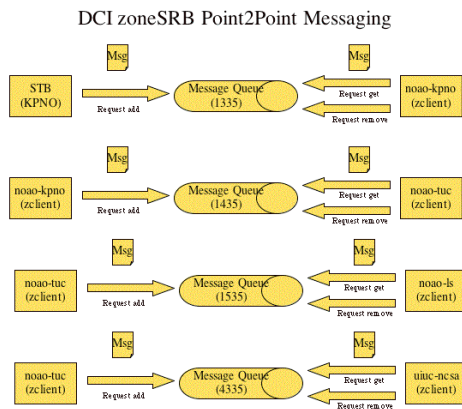 DCI zoneSRB Point2Point Messaging
Msg
Msg
STB
(KPNO)
Request add
Message Queue
(1335)
Request get
Request remove
noao-kpno
(zclient)
Msg
Msg
noao-kpno
(zclient)
Request add
Message Queue
(1435)
Request get
Request remove
noao-tuc
(zclient)
Msg
Msg
noao-tuc
(zclient)
Request add
Message Queue
(1535)
Request get
Request remove
noao-ls
(zclient)
Msg
Msg
noao-tuc
(zclient)
Request add
Message Queue
(4335)
Request get
Request remove
uiuc-ncsa
(zclient)